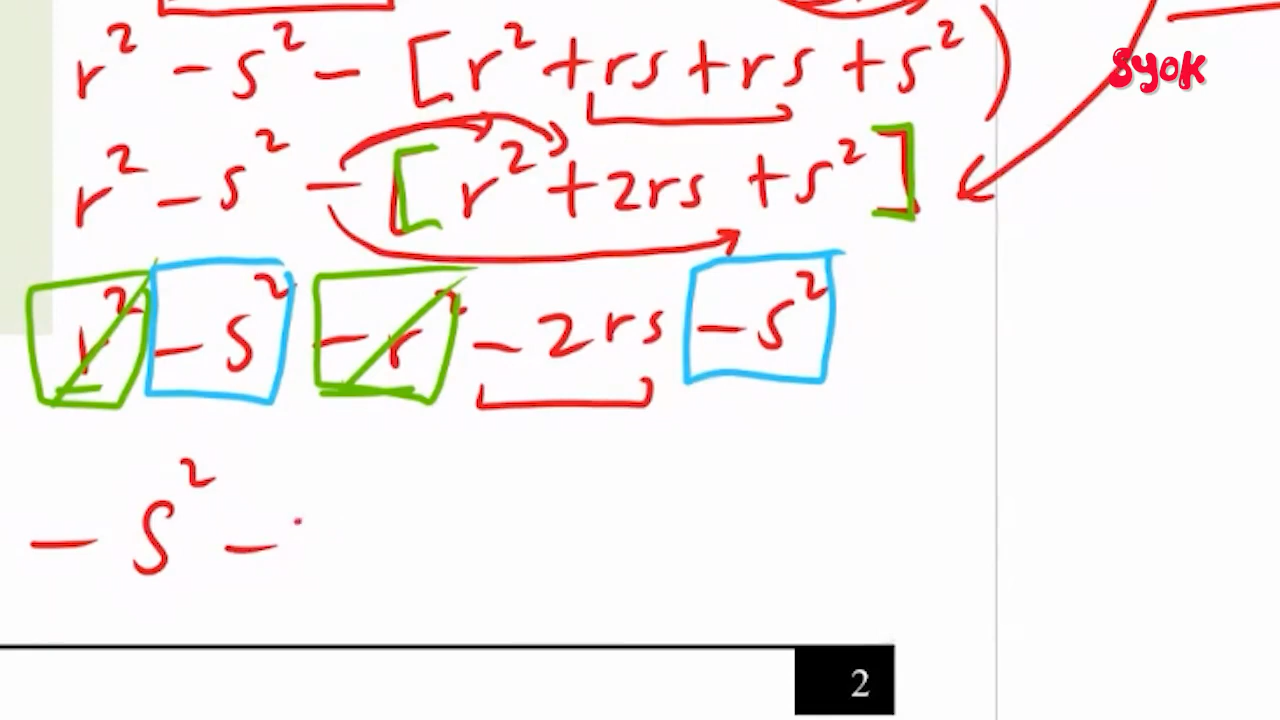 r² - s² - [r² + rs + rs + s²)
syok
r² - s² - [r² + 2rs + s²]
r² - s² - r² - 2rs - s²
- s² -
2